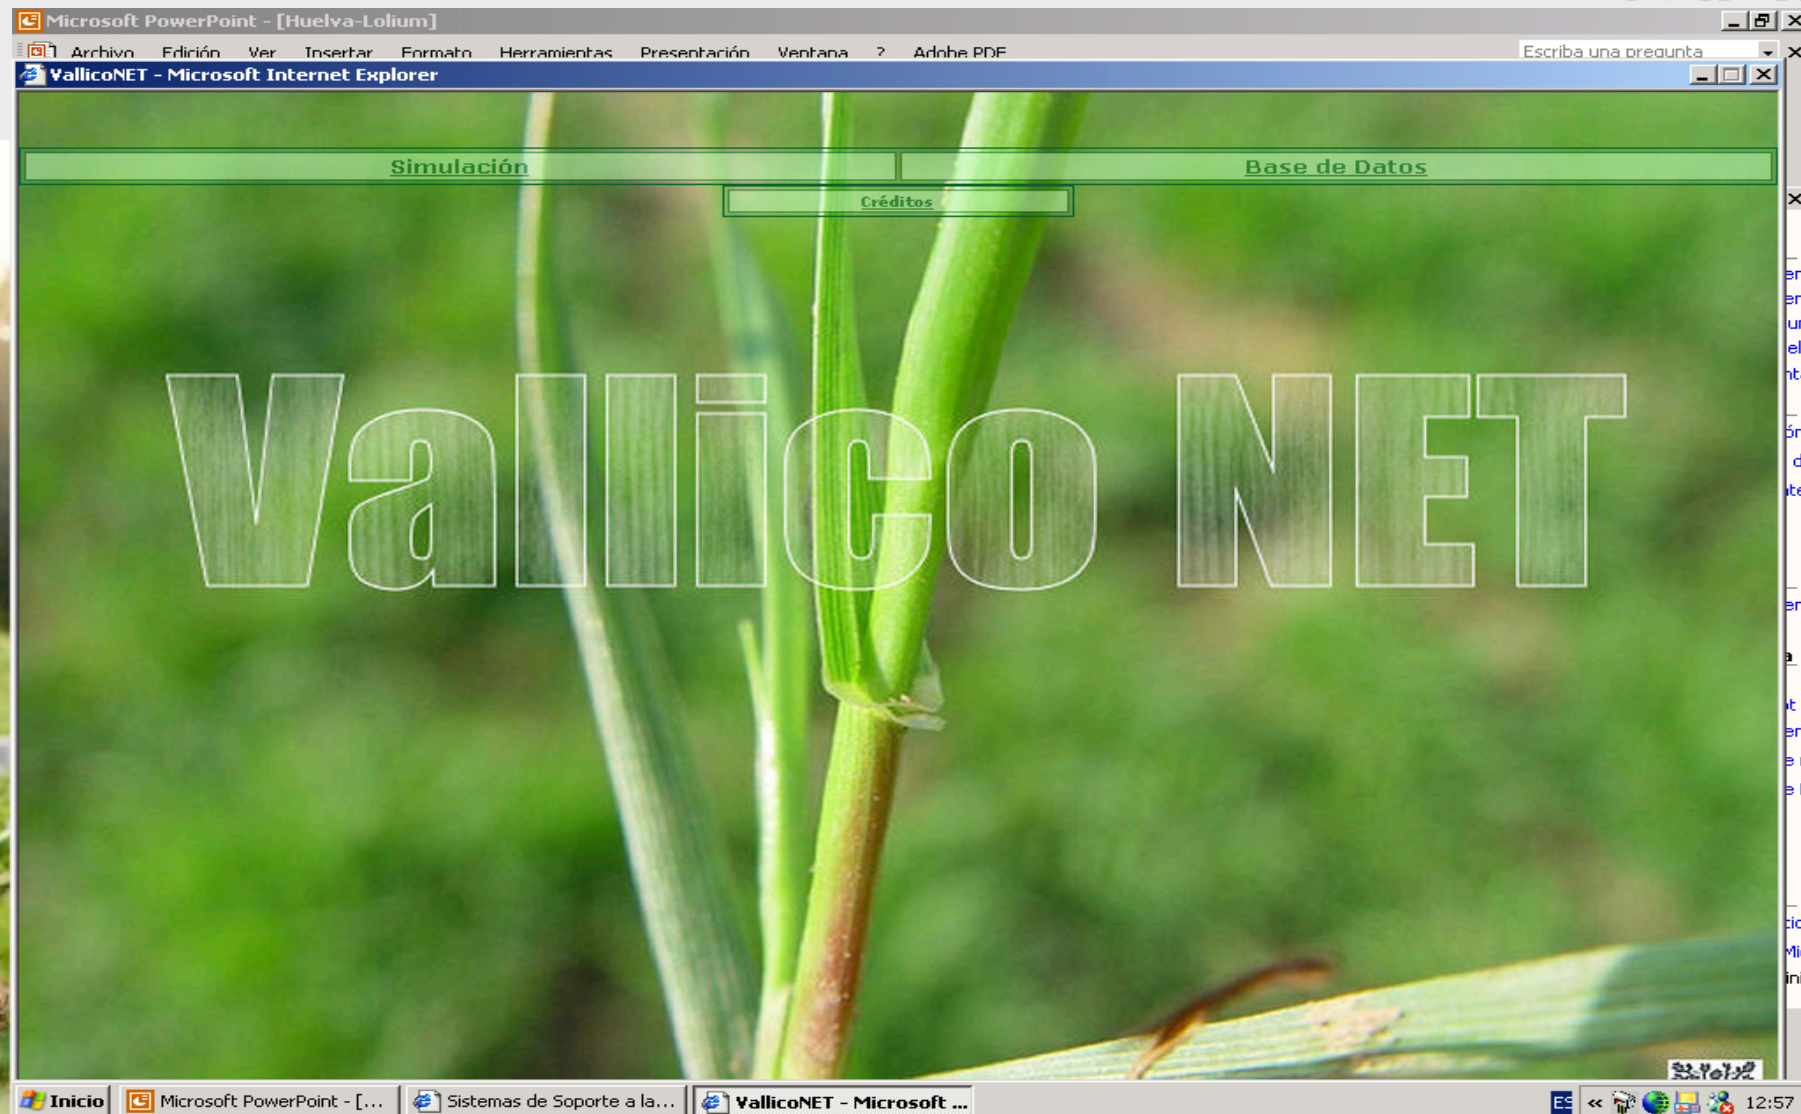 Microsoft PowerPoint - [Huelva-Lolium]
Archivo Edición Ver Insertar Formato Herramientas Presentación Ventana ? Adobe PDF Escriba una pregunta
VallicoNET - Microsoft Internet Explorer
Simulación Base de Datos
Créditos
Vallico NET
Inicio Microsoft PowerPoint - [... Sistemas de Soporte a la... VallicoNET - Microsoft ... ES « 12:57